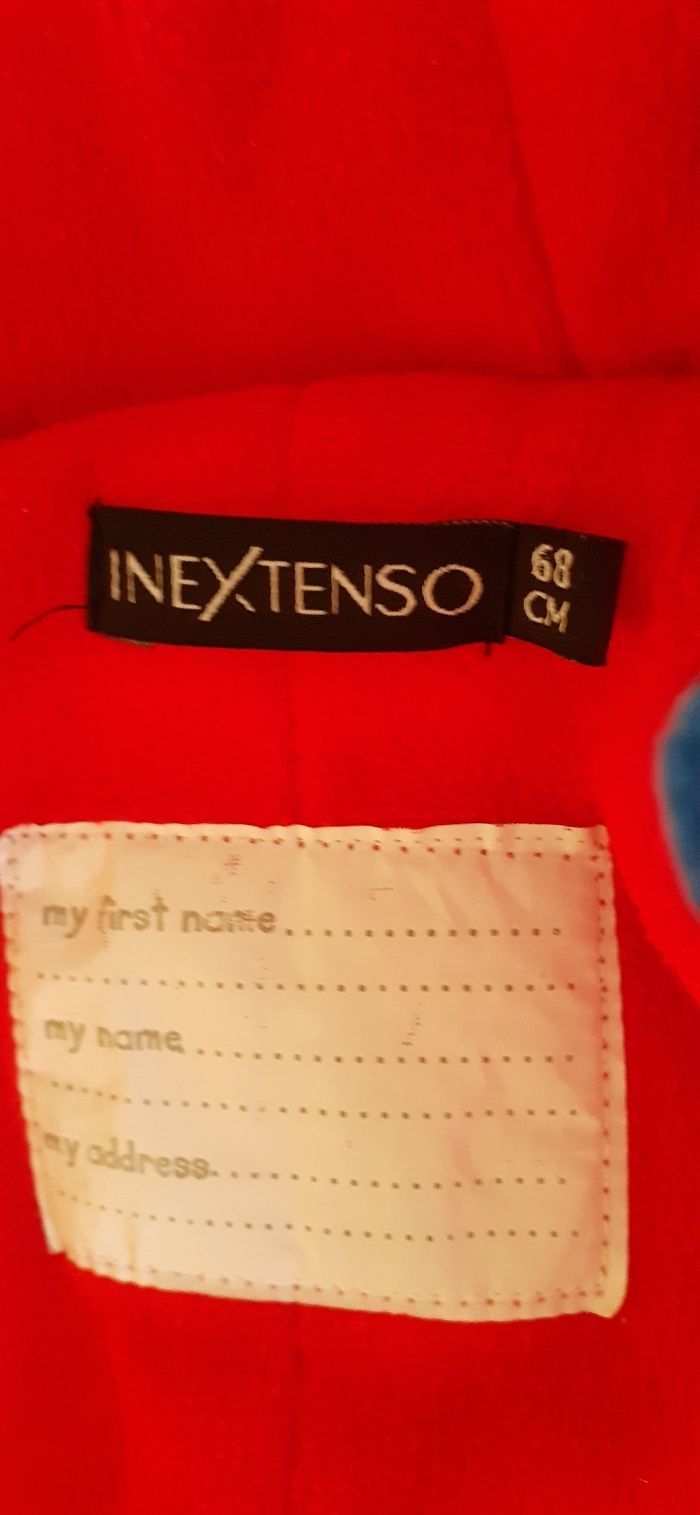 INEXTENSO
68
CM
my first name..............
............................
my name....................
............................
my address..................
............................